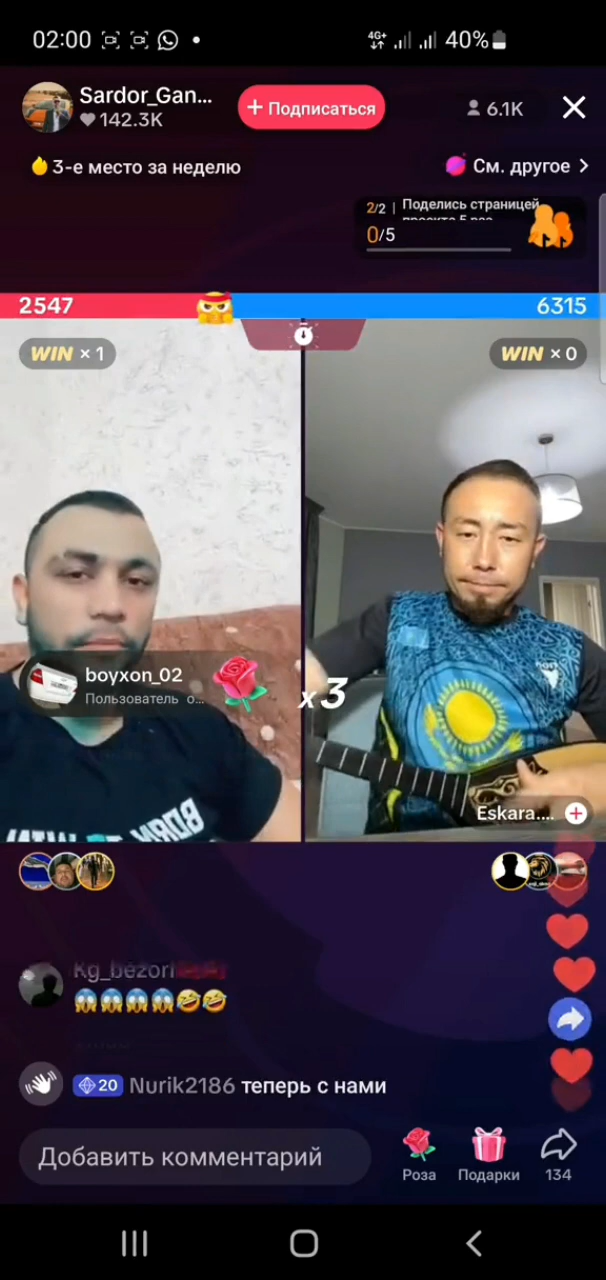 02:00
4G+
40%
Sardor_Gan...
142.3K
+ Подписаться
6.1K
3-е место за неделю
См. другое >
2/2 | Поделись страницей
0/5
2547
6315
WIN x 1
WIN x 0
boyxon_02
Пользователь о...
x3
Eskara....
Kg_bezori
20 Nurik2186 теперь с нами
Добавить комментарий
Роза
Подарки
134